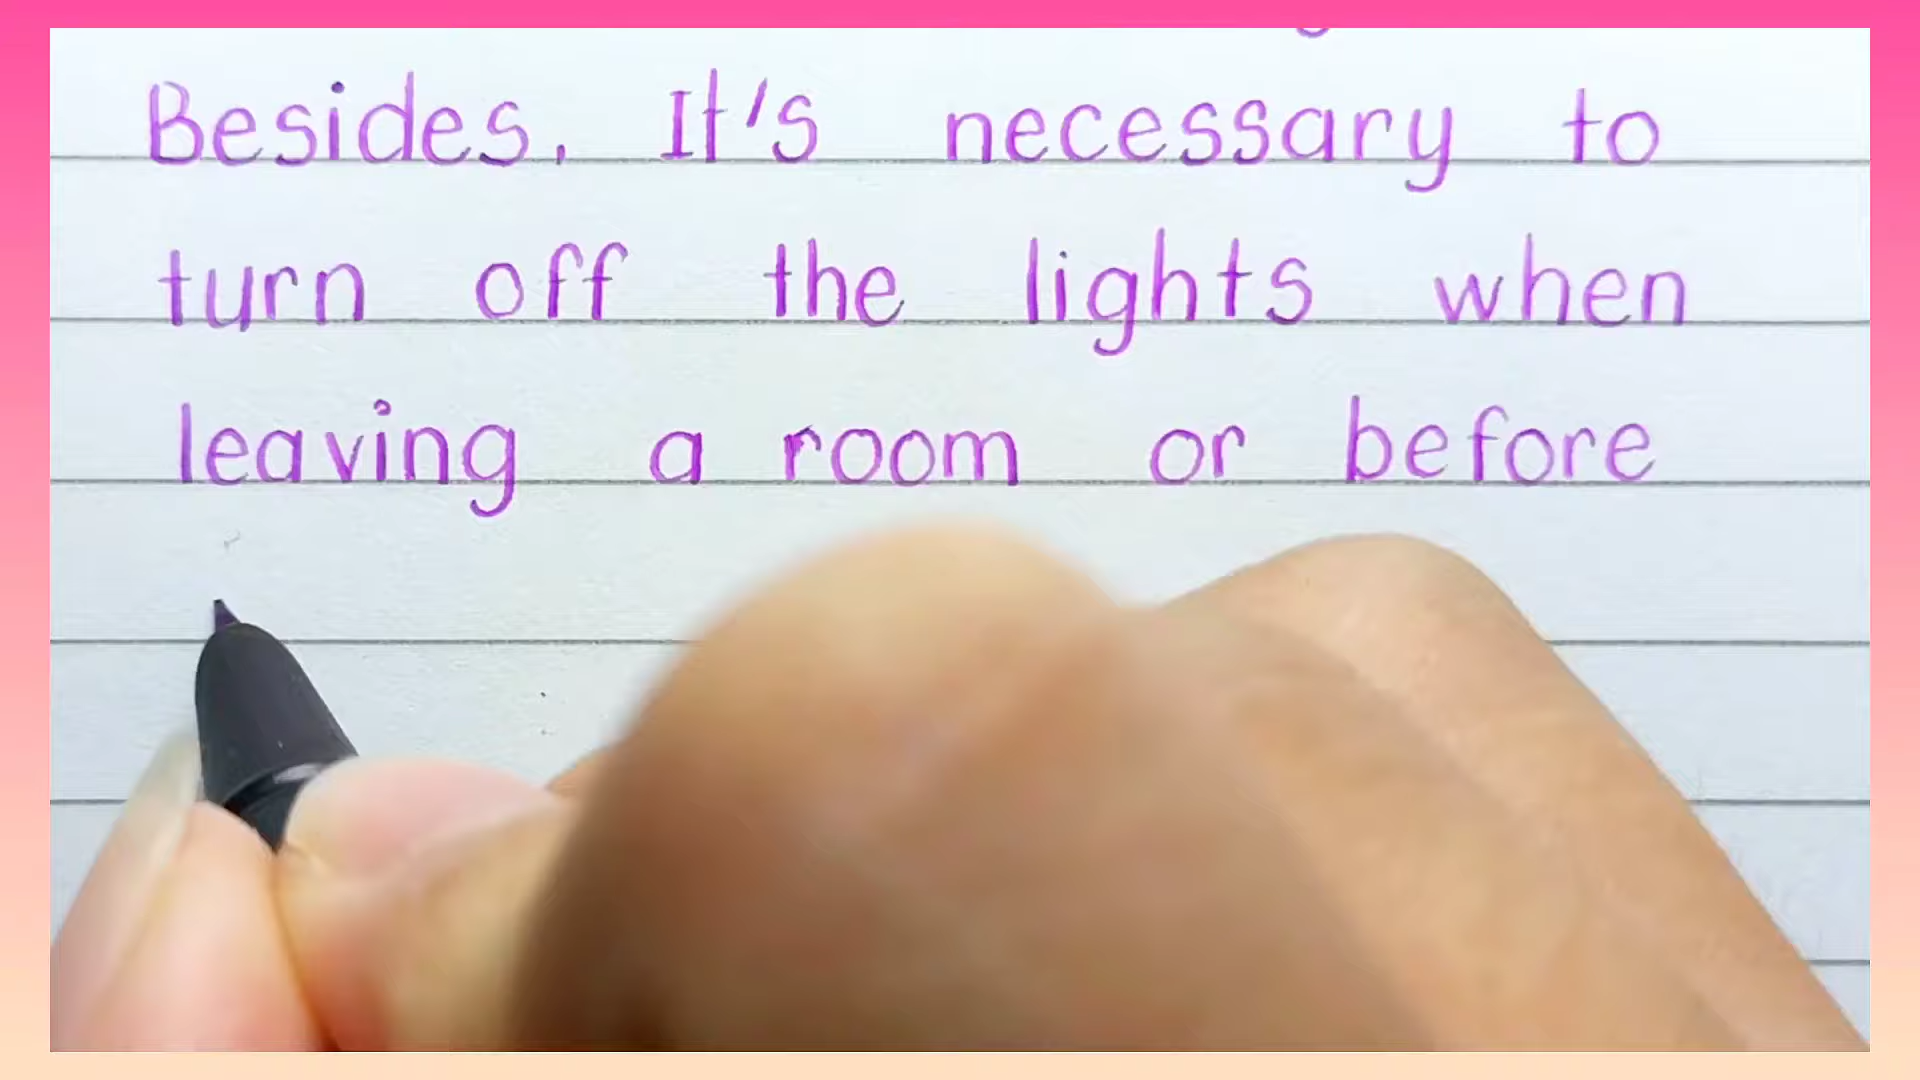 Besides, It's necessary to
turn off the lights when
leaving a room or before